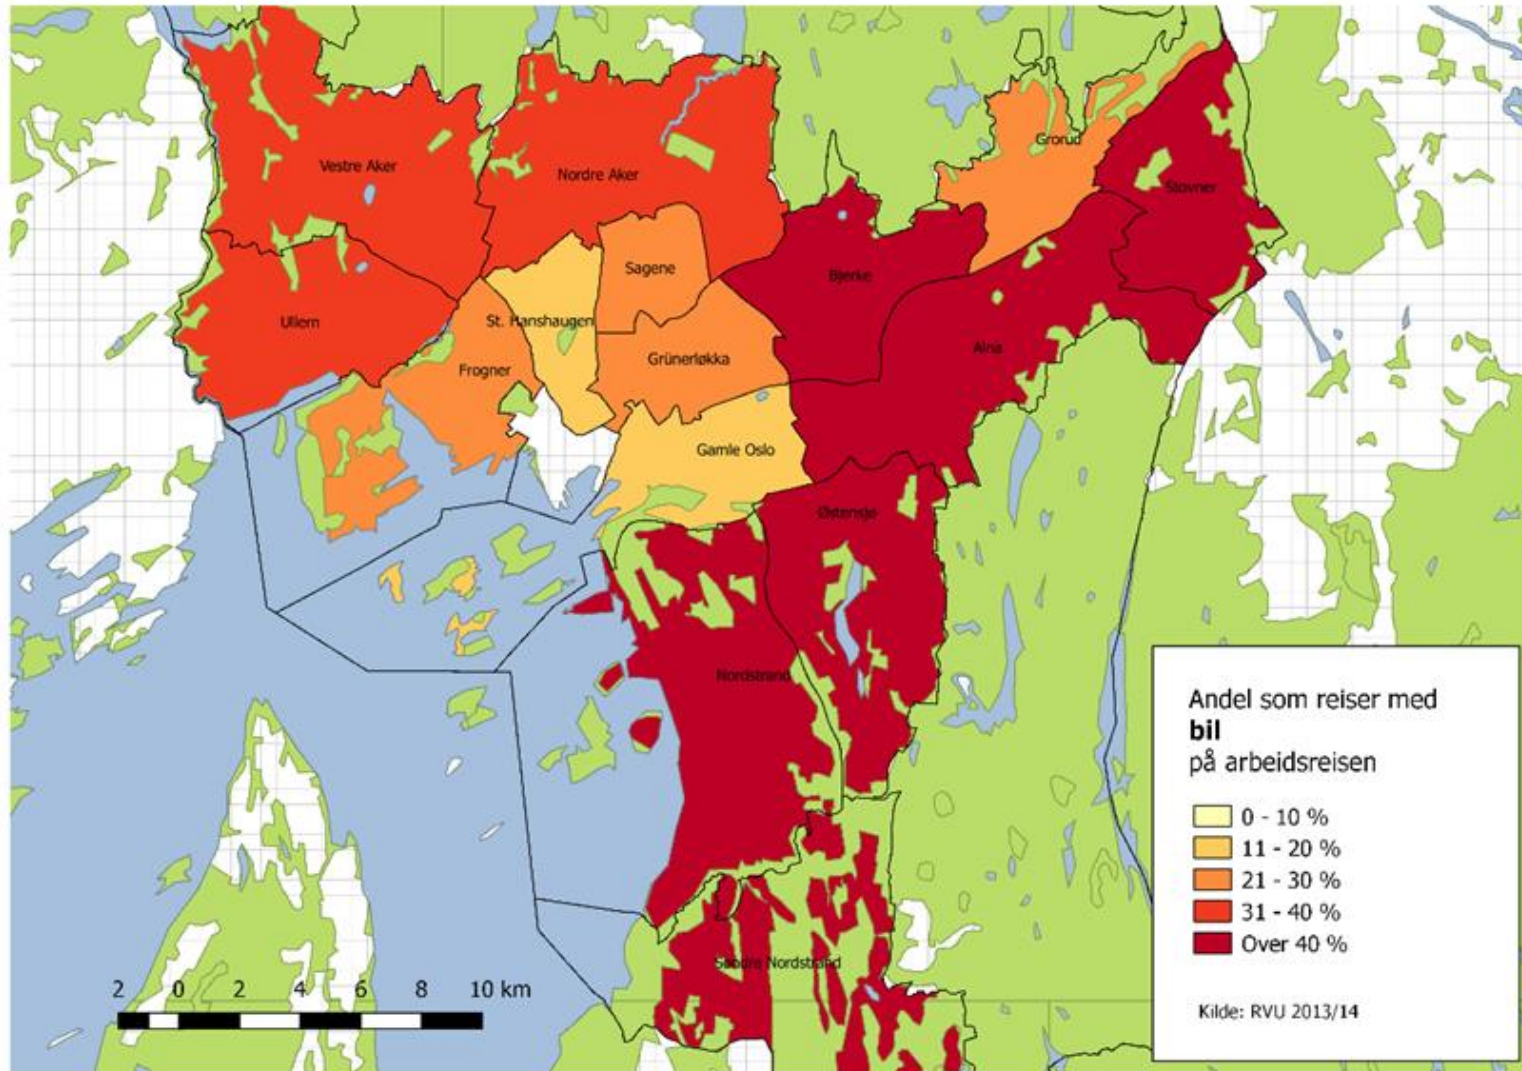 Grorud
Vestre Aker
Nordre Aker
Stovner
Sagene
Bjerke
Ullern
St. Hanshaugen
Alna
Grünerløkka
Frogner
Gamle Oslo
Østensjø
Nordstrand
Søndre Nordstrand
Andel som reiser med
bil
på arbeidsreisen
0 - 10 %
11 - 20 %
21 - 30 %
31 - 40 %
Over 40 %
Kilde: RVU 2013/14
2 0 2 4 6 8 10 km